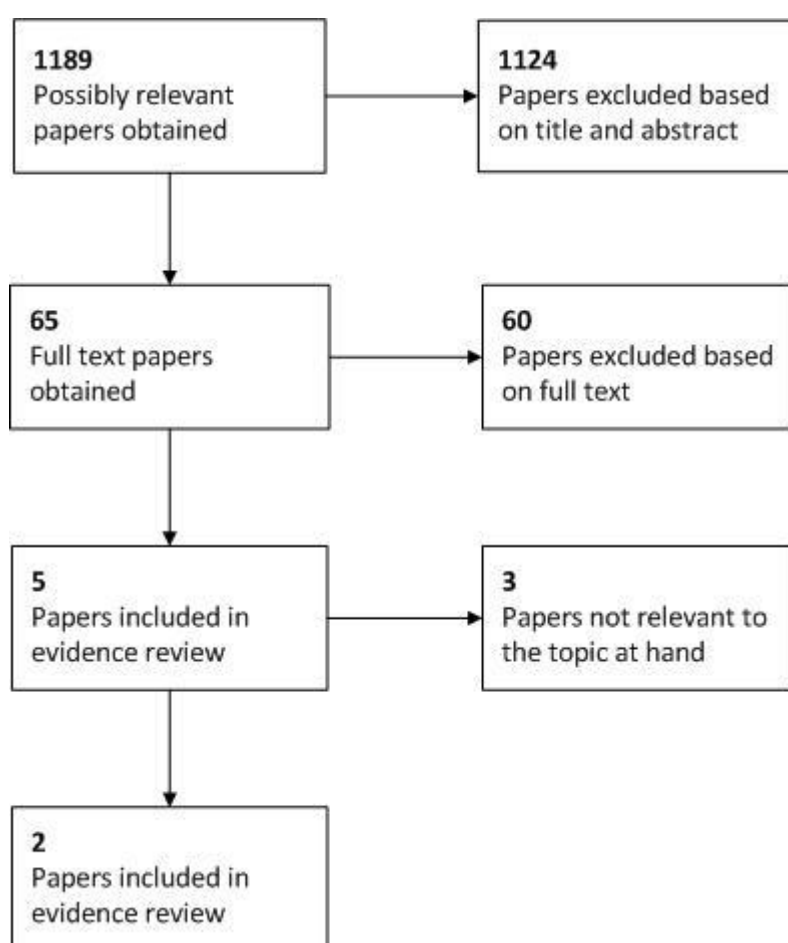 1189
Possibly relevant
papers obtained
1124
Papers excluded based
on title and abstract
65
Full text papers
obtained
60
Papers excluded based
on full text
5
Papers included in
evidence review
3
Papers not relevant to
the topic at hand
2
Papers included in
evidence review